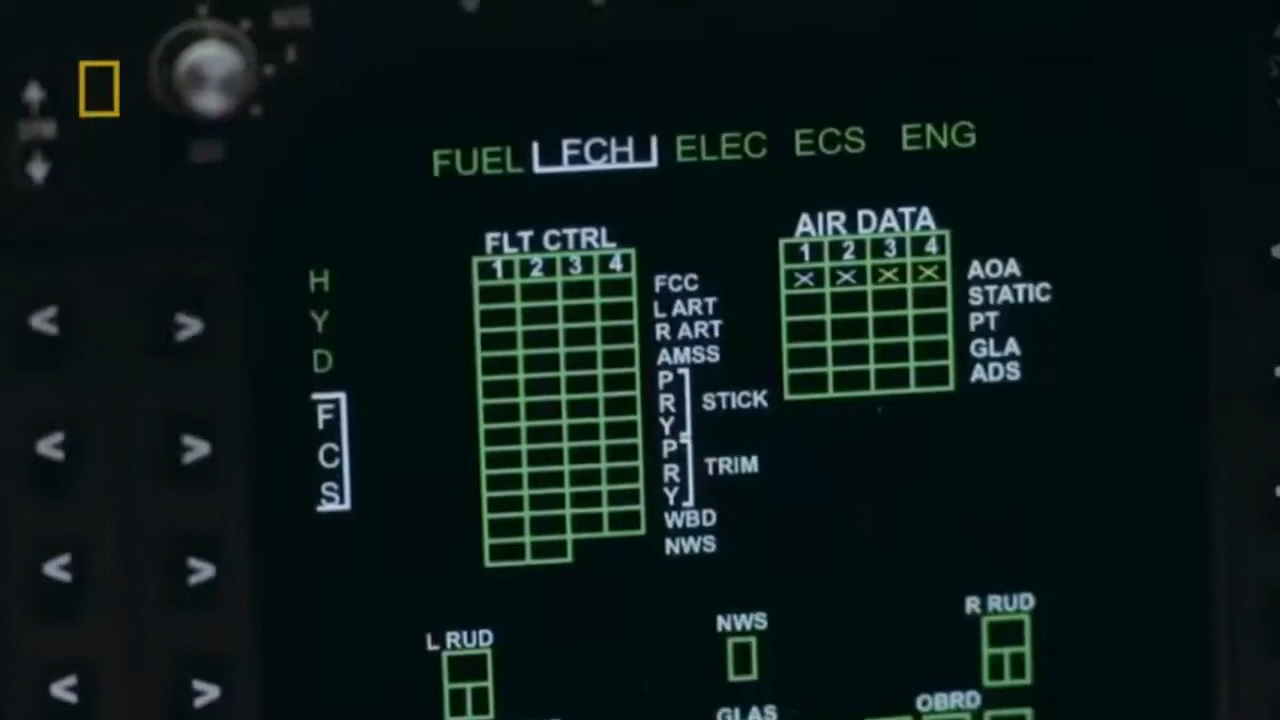 FUEL FCH ELEC ECS ENG
FLT CTRL
1 2 3 4
AIR DATA
1 2 3 4
X X X X AOA
STATIC
PT
GLA
ADS
H
Y
D
F
C
S
FCC
L ART
R ART
AMSS
P
R
Y
STICK
P
R
Y
TRIM
WBD
NWS
< >
< >
< >
< >
L RUD
NWS
R RUD
GLAS
OBRD